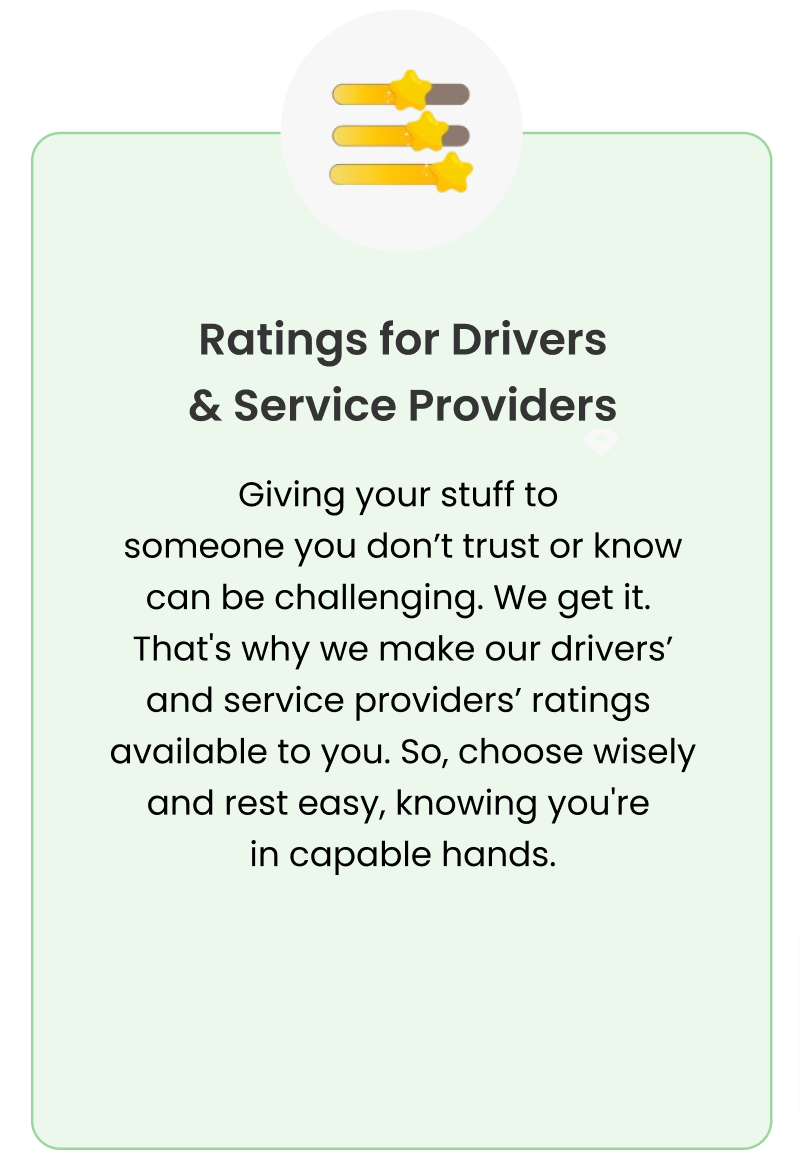 Ratings for Drivers
& Service Providers
Giving your stuff to
someone you don’t trust or know
can be challenging. We get it.
That's why we make our drivers’
and service providers’ ratings
available to you. So, choose wisely
and rest easy, knowing you're
in capable hands.